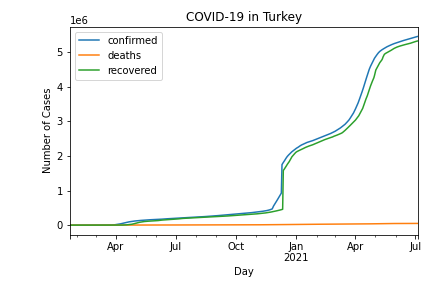 COVID-19 in Turkey
1e6
confirmed
deaths
recovered
Number of Cases
5
4
3
2
1
0
Apr Jul Oct Jan Apr Jul
2021
Day